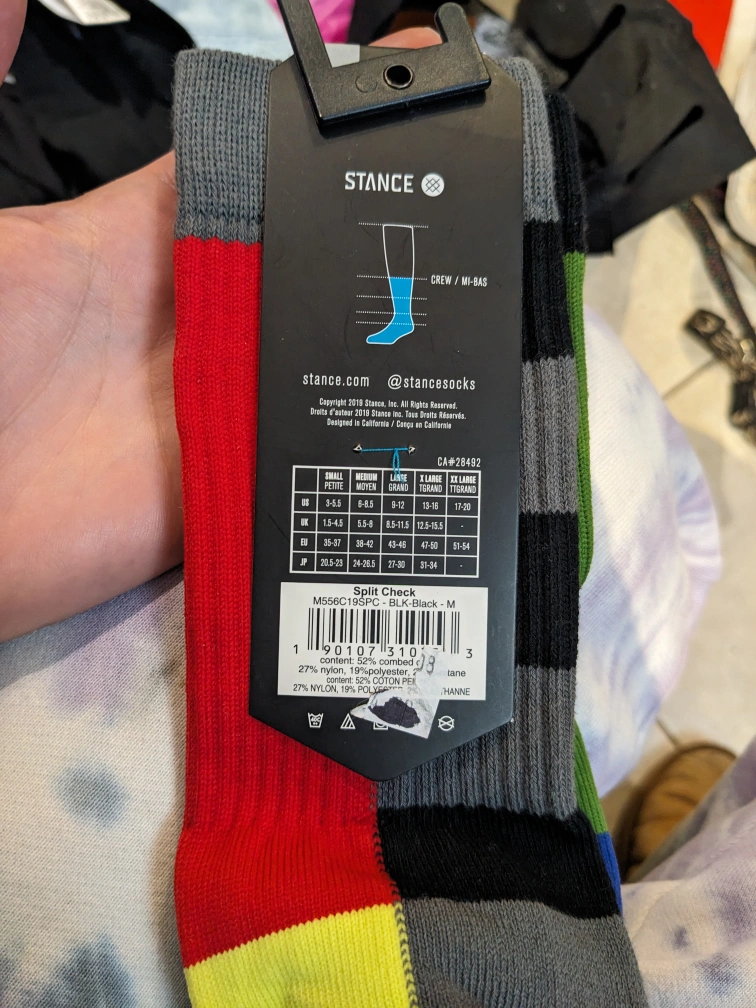 STANCE
CREW / MI-BAS
stance.com @stancesocks
Copyright 2019 Stance, Inc. All Rights Reserved.
Droits d'auteur 2019 Stance Inc. Tous Droits Réservés.
Designed in California / Conçu en Californie
CA#28492
SMALL MEDIUM LARGE X LARGE XX LARGE
PETITE MOYEN GRAND TGRAND TTGRAND
US 3-5.5 6-8.5 9-12 13-16 17-20
UK 1.5-4.5 5.5-8 8.5-11.5 12.5-15.5 -
EU 35-37 38-42 43-46 47-50 51-54
JP 20.5-23 24-26.5 27-30 31-34 -
Split Check
M556C19SPC - BLK-Black - M
1 90107 310 3
content: 52% combed
27% nylon, 19%polyester,
content: 52% COTON
27% NYLON, 19%